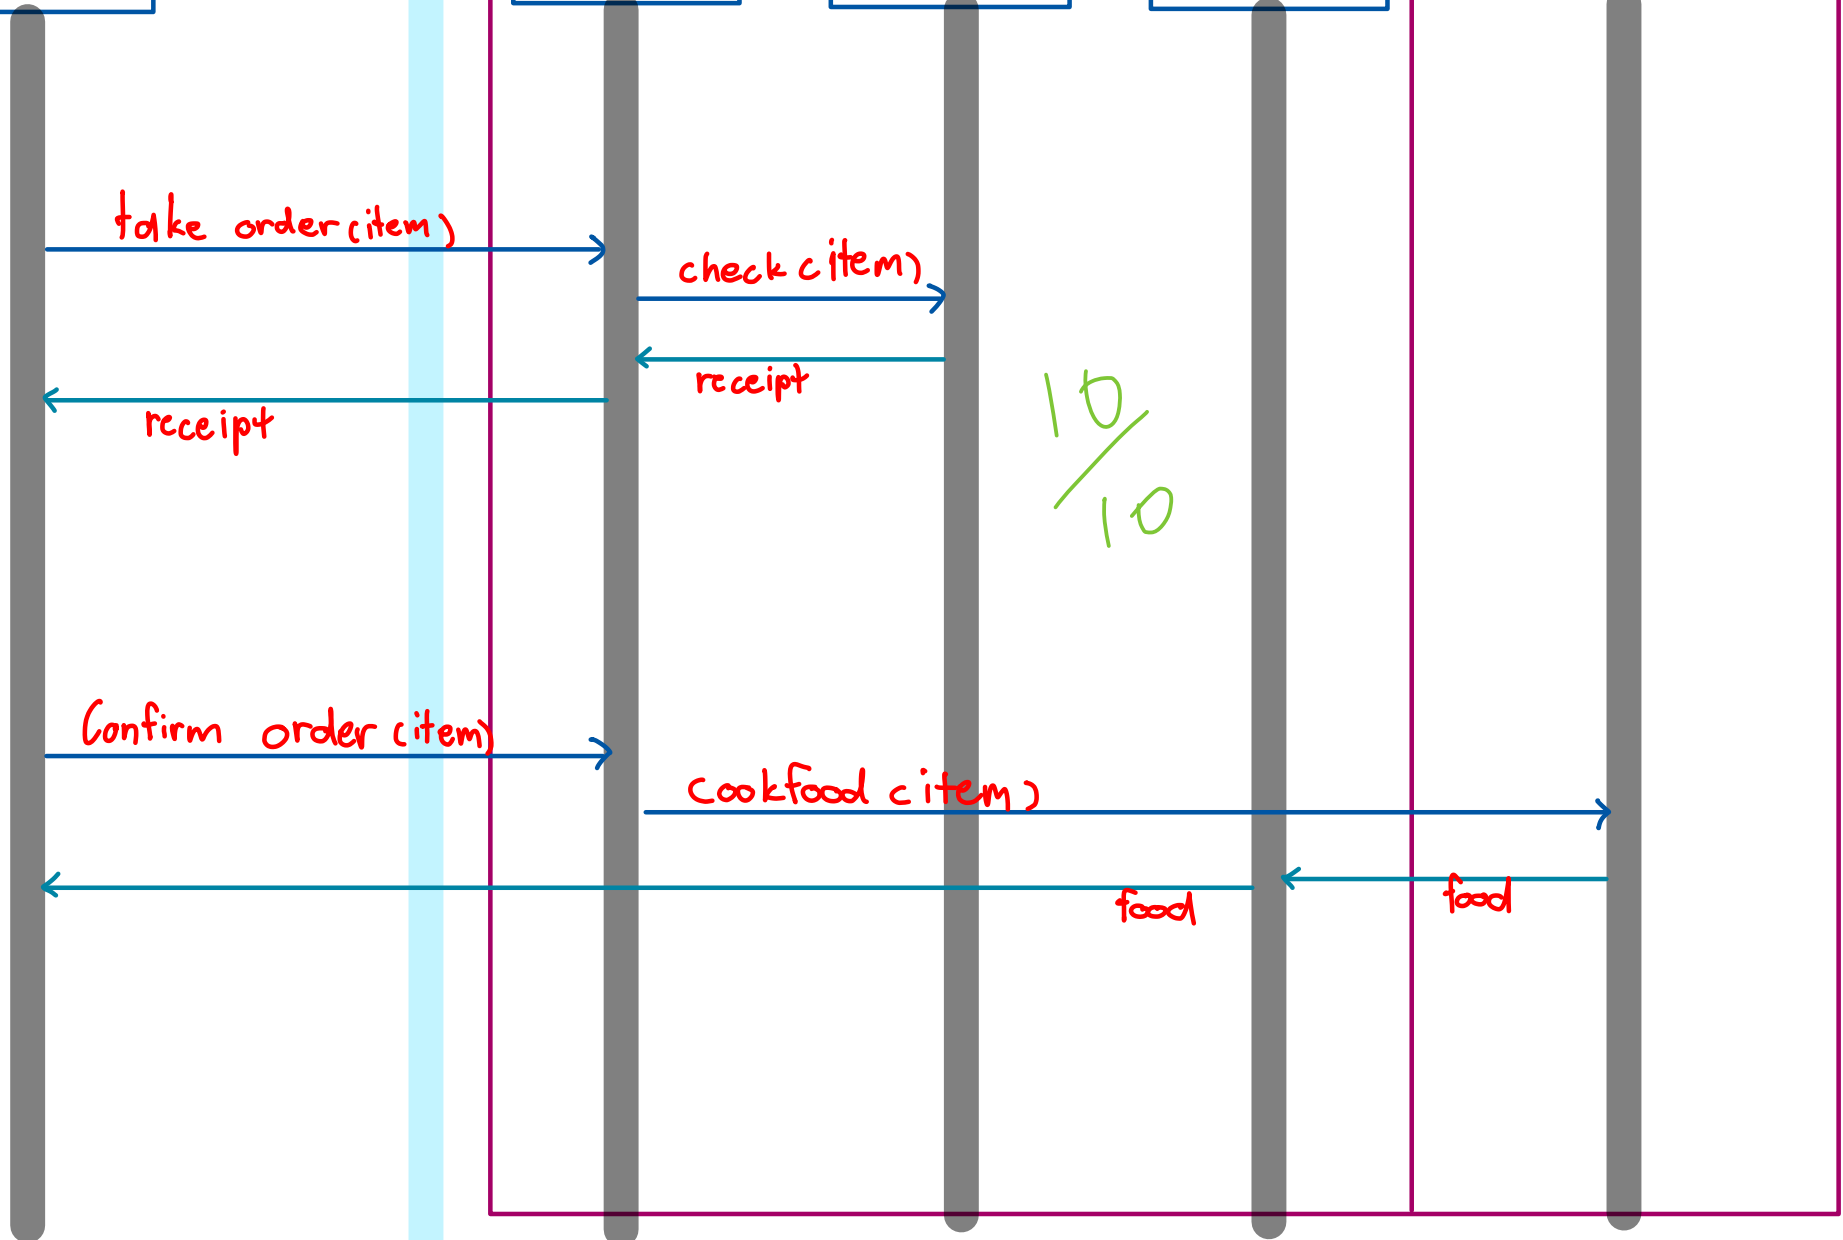 take order (item)
check (item)
receipt
receipt
10/10
Confirm order (item)
cookfood (item)
food
food